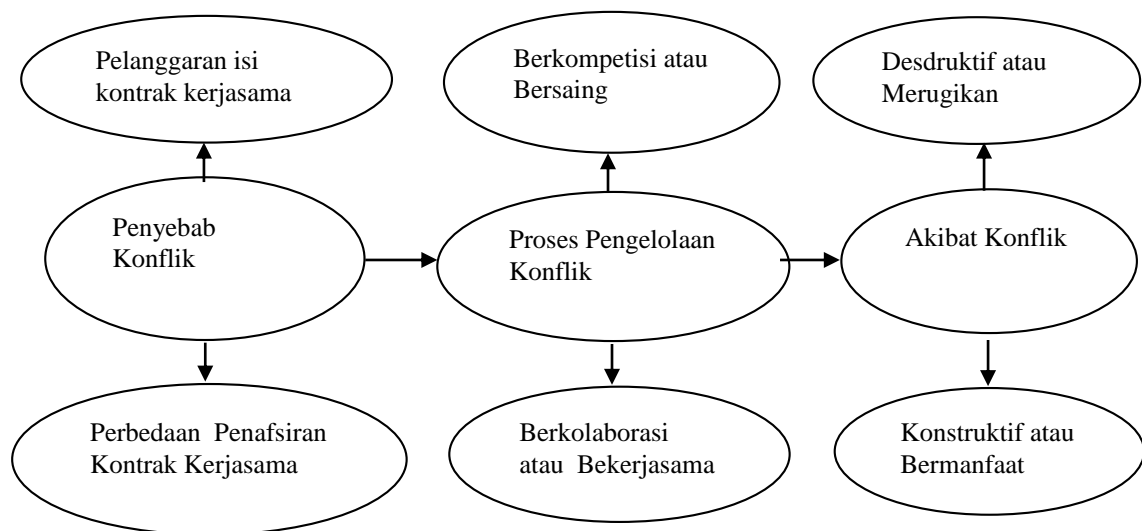 Pelanggaran isi
kontrak kerjasama
Berkompetisi atau
Bersaing
Desdruktif atau
Merugikan
Penyebab
Konflik
Proses Pengelolaan
Konflik
Akibat Konflik
Perbedaan Penafsiran
Kontrak Kerjasama
Berkolaborasi
atau Bekerjasama
Konstruktif atau
Bermanfaat